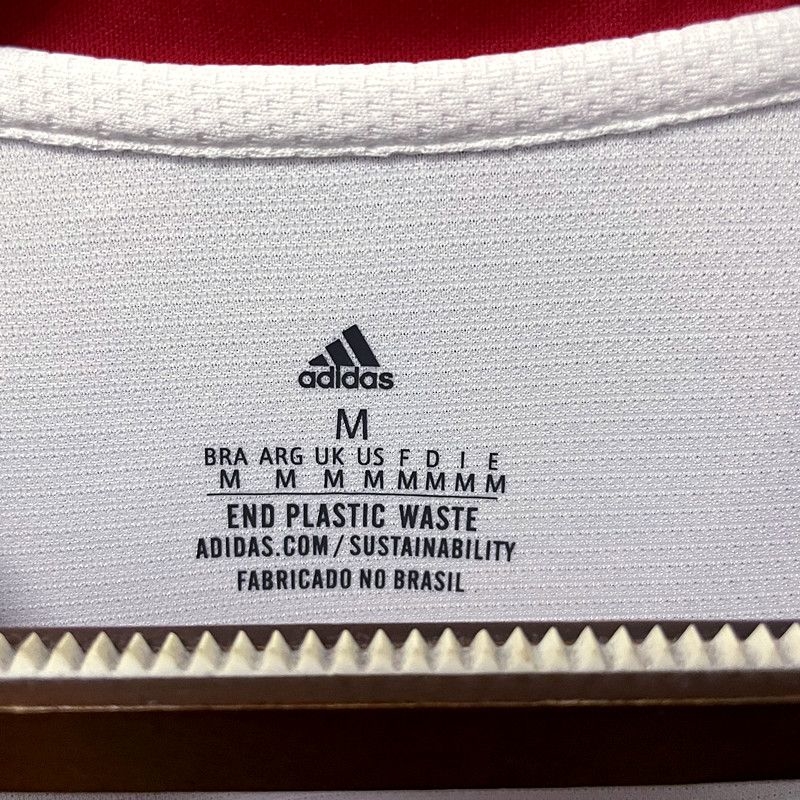 adidas
M
BRA ARG UK US F D I E
M M M M M M M M
END PLASTIC WASTE
ADIDAS.COM/SUSTAINABILITY
FABRICADO NO BRASIL